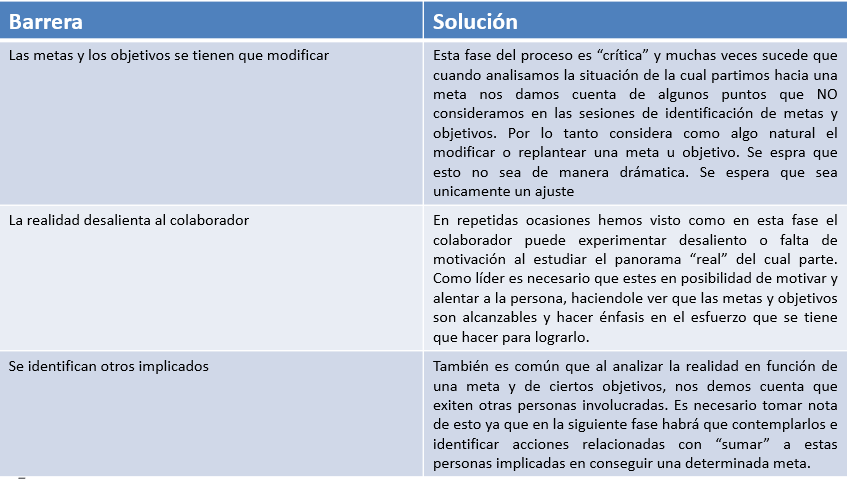 Barrera
Solución
Las metas y los objetivos se tienen que modificar
Esta fase del proceso es “crítica” y muchas veces sucede que
cuando analisamos la situación de la cual partimos hacia una
meta nos damos cuenta de algunos puntos que NO
consideramos en las sesiones de identificación de metas y
objetivos. Por lo tanto considera como algo natural el
modificar o replantear una meta u objetivo. Se espra que
esto no sea de manera drámatica. Se espera que sea
unicamente un ajuste
La realidad desalienta al colaborador
En repetidas ocasiones hemos visto como en esta fase el
colaborador puede experimentar desaliento o falta de
motivación al estudiar el panorama “real” del cual parte.
Como líder es necesario que estes en posibilidad de motivar y
alentar a la persona, haciendole ver que las metas y objetivos
son alcanzables y hacer énfasis en el esfuerzo que se tiene
que hacer para lograrlo.
Se identifican otros implicados
También es común que al analizar la realidad en función de
una meta y de ciertos objetivos, nos demos cuenta que
exiten otras personas involucradas. Es necesario tomar nota
de esto ya que en la siguiente fase habrá que contemplarlos e
identificar acciones relacionadas con “sumar” a estas
personas implicadas en conseguir una determinada meta.